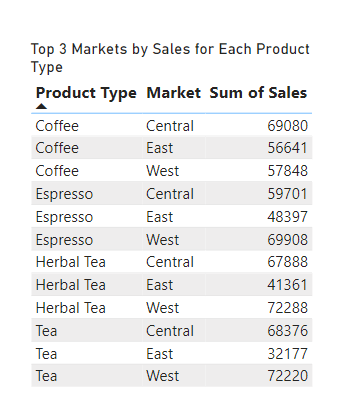 Top 3 Markets by Sales for Each Product
Type
Product Type Market Sum of Sales
Coffee Central 69080
Coffee East 56641
Coffee West 57848
Espresso Central 59701
Espresso East 48397
Espresso West 69908
Herbal Tea Central 67888
Herbal Tea East 41361
Herbal Tea West 72288
Tea Central 68376
Tea East 32177
Tea West 72220